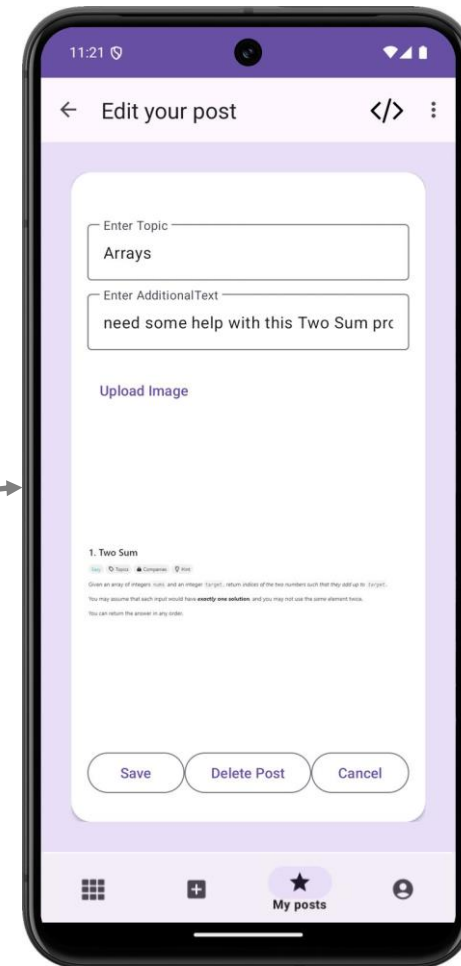 11:21
Edit your post </>
Enter Topic
Arrays
Enter AdditionalText
need some help with this Two Sum prc
Upload Image
1. Two Sum
Easy Topics Companies Hint
Given an array of integers nums and an integer target, return indices of the two numbers such that they add up to target.
You may assume that each input would have exactly one solution, and you may not use the same element twice.
You can return the answer in any order.
Save Delete Post Cancel
My posts